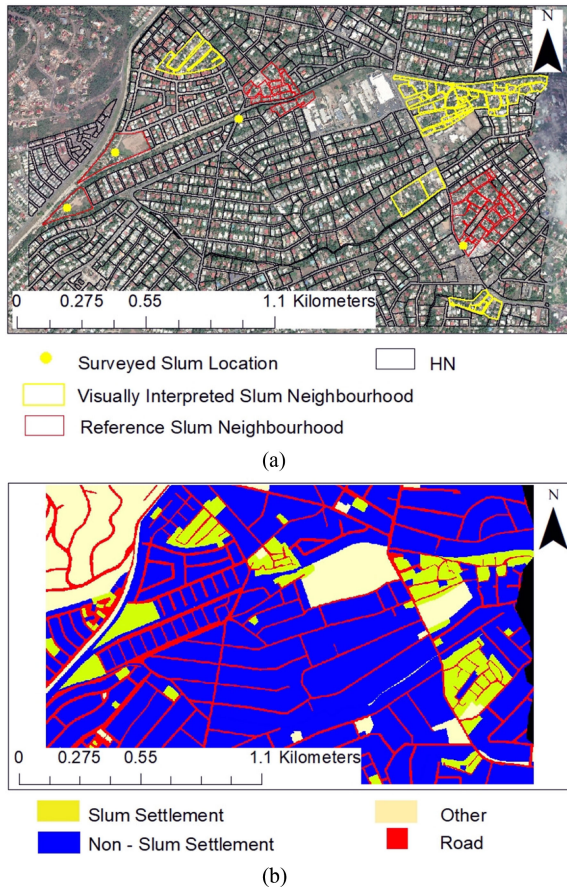 N
0 0.275 0.55 1.1 Kilometers
Surveyed Slum Location
HN
Visually Interpreted Slum Neighbourhood
Reference Slum Neighbourhood
(a)
N
0 0.275 0.55 1.1 Kilometers
Slum Settlement
Other
Non - Slum Settlement
Road
(b)